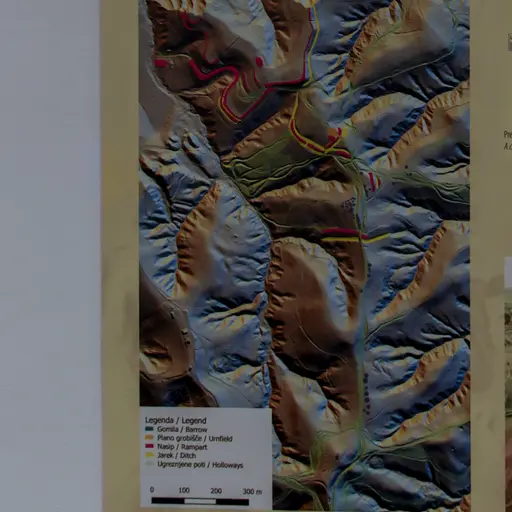 Legenda / Legend
Gomila / Barrow
Plano grobišče / Urnfield
Nasip / Rampart
Jarek / Ditch
Ugreznjene poti / Holloways
0 100 200 300 m